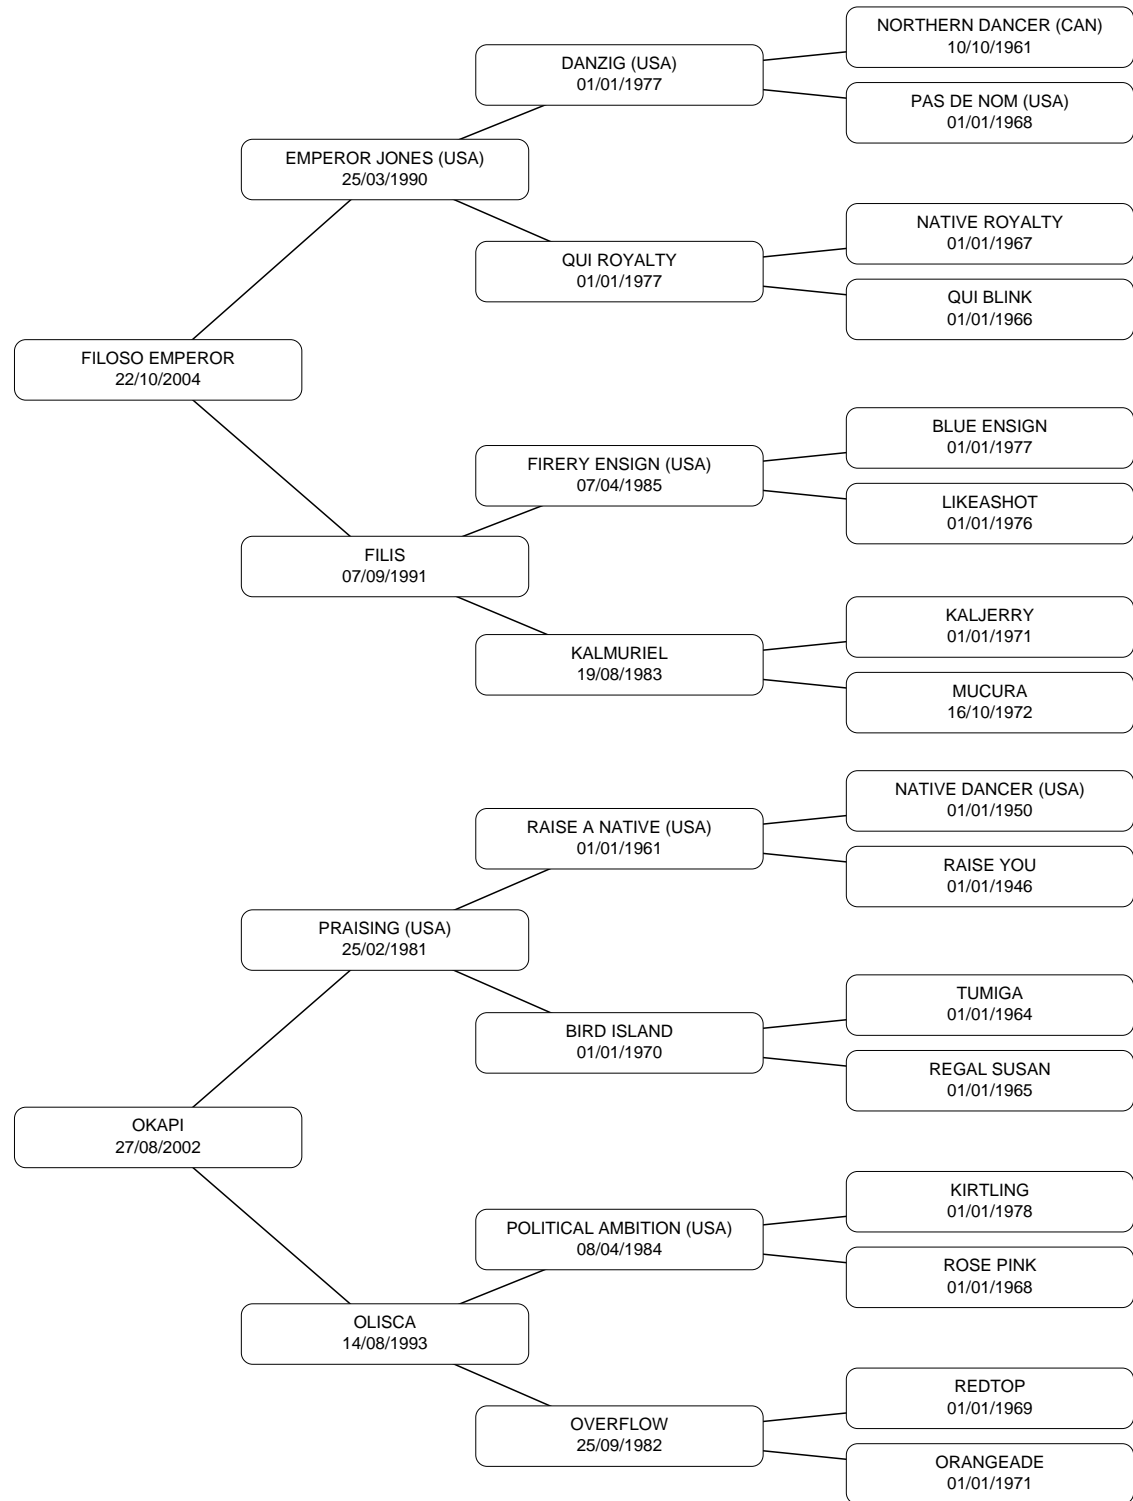 NORTHERN DANCER (CAN)
10/10/1961
DANZIG (USA)
01/01/1977
PAS DE NOM (USA)
01/01/1968
EMPEROR JONES (USA)
25/03/1990
NATIVE ROYALTY
01/01/1967
QUI ROYALTY
01/01/1977
QUI BLINK
01/01/1966
FILOSO EMPEROR
22/10/2004
BLUE ENSIGN
01/01/1977
FIRERY ENSIGN (USA)
07/04/1985
LIKEASHOT
01/01/1976
FILIS
07/09/1991
KALJERRY
01/01/1971
KALMURIEL
19/08/1983
MUCURA
16/10/1972
NATIVE DANCER (USA)
01/01/1950
RAISE A NATIVE (USA)
01/01/1961
RAISE YOU
01/01/1946
PRAISING (USA)
25/02/1981
TUMIGA
01/01/1964
BIRD ISLAND
01/01/1970
REGAL SUSAN
01/01/1965
OKAPI
27/08/2002
KIRTLING
01/01/1978
POLITICAL AMBITION (USA)
08/04/1984
ROSE PINK
01/01/1968
OLISCA
14/08/1993
REDTOP
01/01/1969
OVERFLOW
25/09/1982
ORANGEADE
01/01/1971